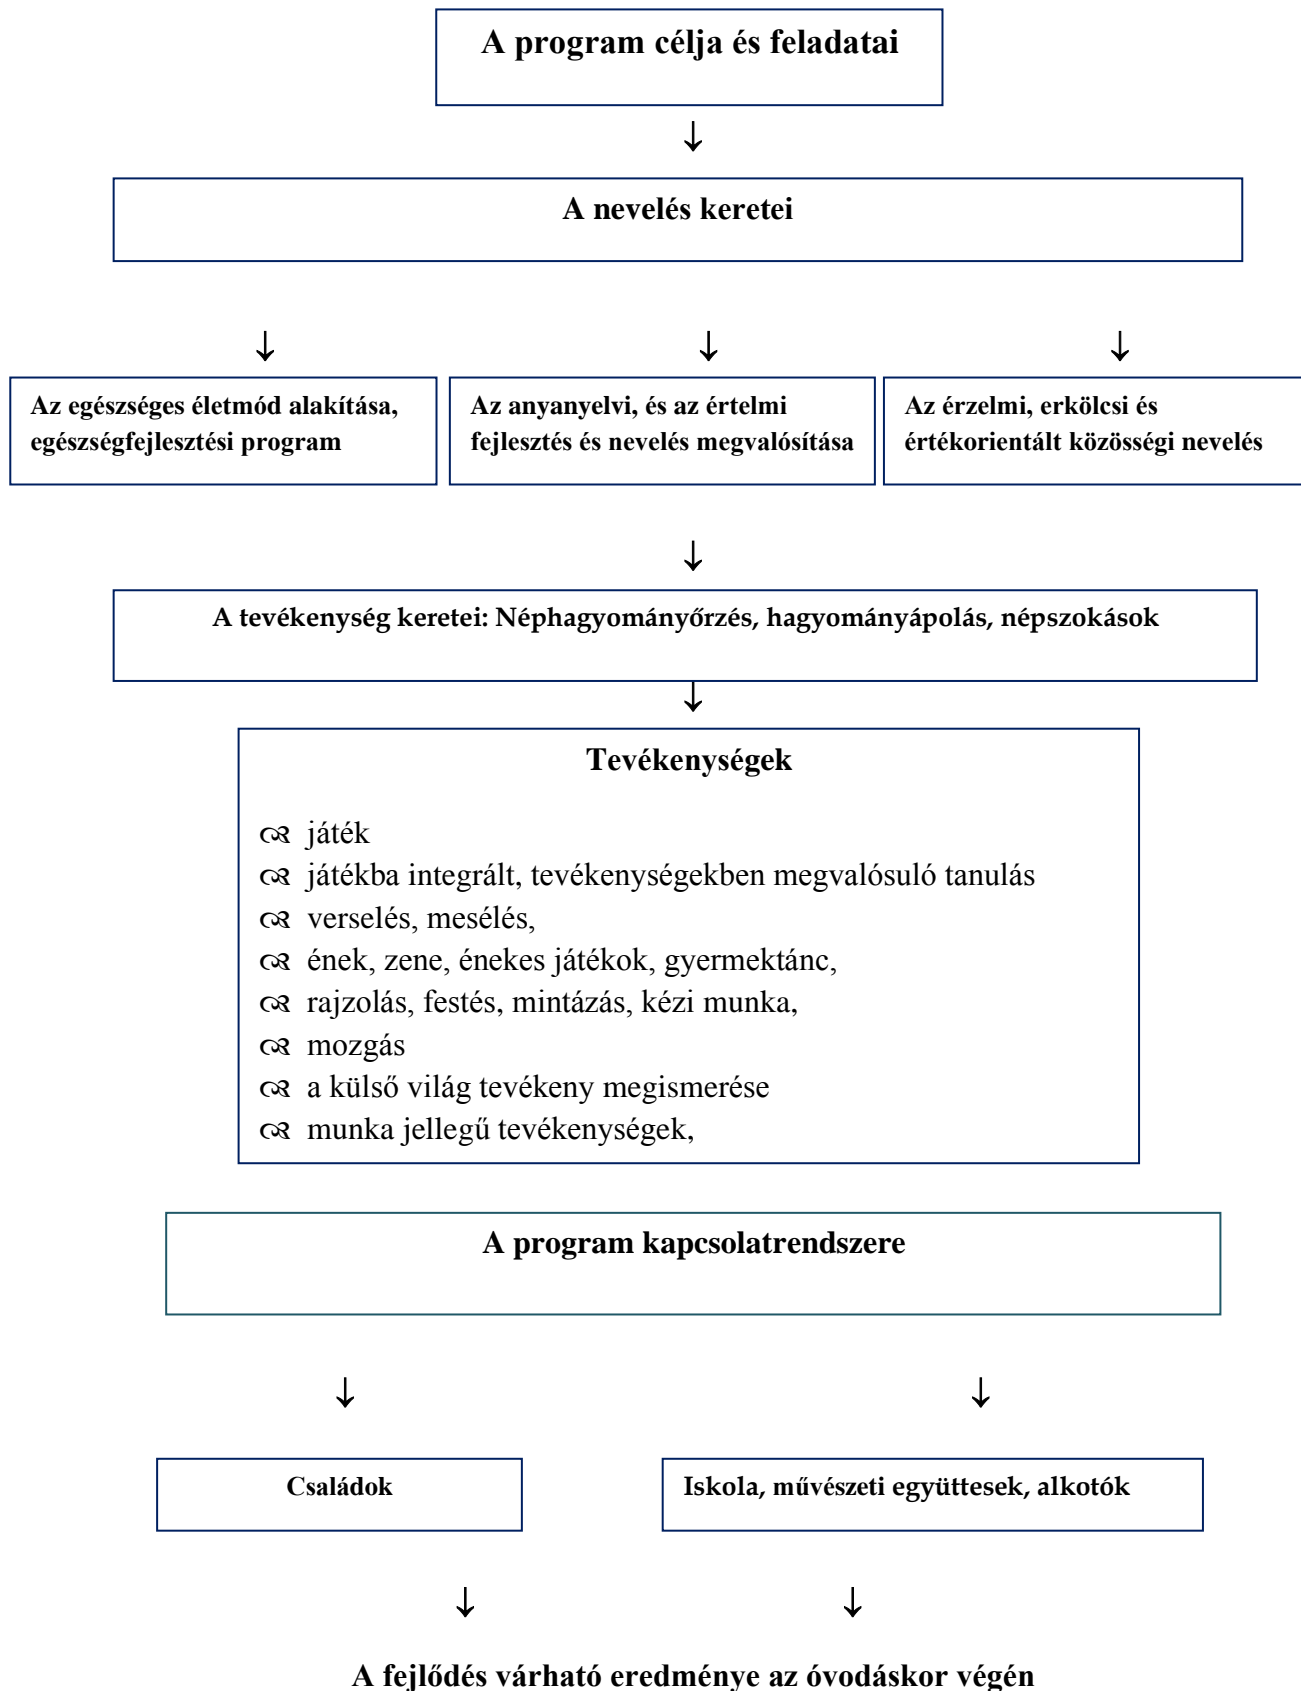 A program célja és feladatai
↓
A nevelés keretei
↓ ↓ ↓
Az egészséges életmód alakítása,
egészségfejlesztési program
Az anyanyelvi, és az értelmi
fejlesztés és nevelés megvalósítása
Az érzelmi, erkölcsi és
értékorientált közösségi nevelés
↓
A tevékenység keretei: Néphagyományőrzés, hagyományápolás, népszokások
↓
Tevékenységek
játék
játékba integrált, tevékenységekben megvalósuló tanulás
verselés, mesélés,
ének, zene, énekes játékok, gyermektánc,
rajzolás, festés, mintázás, kézi munka,
mozgás
a külső világ tevékeny megismerése
munka jellegű tevékenységek,
A program kapcsolatrendszere
↓ ↓
Családok
Iskola, művészeti együttesek, alkotók
↓ ↓
A fejlődés várható eredménye az óvodáskor végén